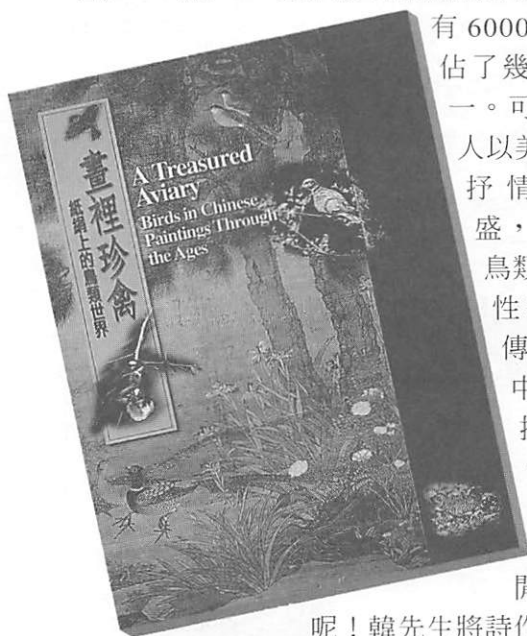 畫裡珍禽
紙絹上的鳥類世界
A Treasured
Aviary
Birds in Chinese
Paintings Through
the Ages
有 6000
佔了幾
一。可
人以美
抒情
盛，
鳥類
性
傳
中
呢！韓先生將詩作